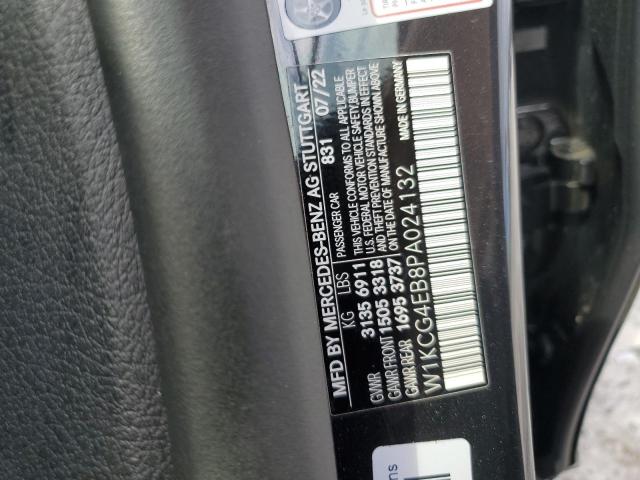 MFD BY MERCEDES-BENZ AG STUTTGART
PASSENGER CAR 831 07/22
KG LBS
GVWR 3135 6911
GAWR FRONT 1505 3318
GAWR REAR 1695 3737
THIS VEHICLE CONFORMS TO ALL APPLICABLE
U.S. FEDERAL MOTOR VEHICLE SAFETY, BUMPER
AND THEFT PREVENTION STANDARDS IN EFFECT
ON THE DATE OF MANUFACTURE SHOWN ABOVE
MADE IN GERMANY
W1KCG4EB8PA024132